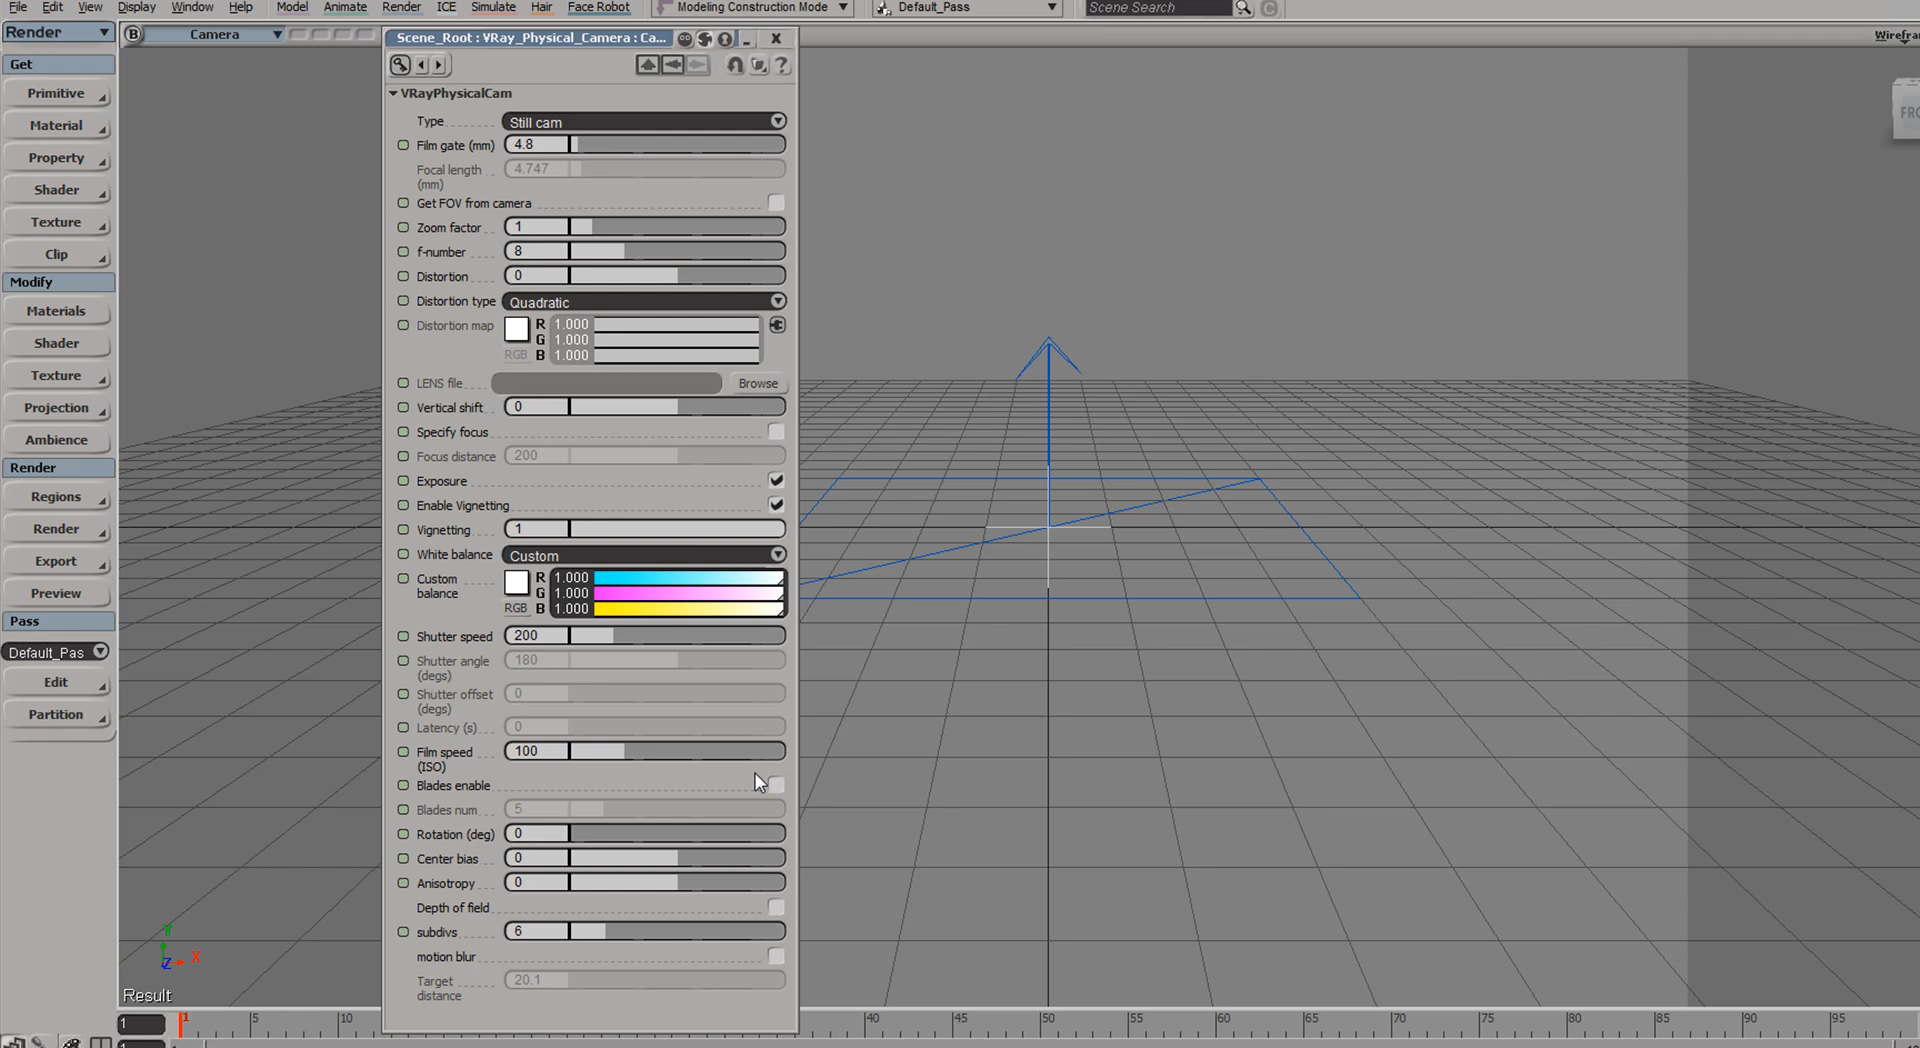 File Edit View Display Window Help Model Animate Render ICE Simulate Hair Face Robot Modeling Construction Mode Default_Pass Scene Search
Render
B Camera
Scene_Root : VRay_Physical_Camera : Ca...
X
Get
Primitive
Material
Property
Shader
Texture
Clip
Modify
Materials
Shader
Texture
Projection
Ambience
Render
Regions
Render
Export
Preview
Pass
Default_Pas
Edit
Partition
?
VRayPhysicalCam
Type Still cam
Film gate (mm) 4.8
Focal length (mm) 4.747
Get FOV from camera
Zoom factor 1
f-number 8
Distortion 0
Distortion type Quadratic
Distortion map R 1.000
G 1.000
RGB B 1.000
LENS file Browse
Vertical shift 0
Specify focus
Focus distance 200
Exposure
Enable Vignetting
Vignetting 1
White balance Custom
Custom balance R 1.000
G 1.000
RGB B 1.000
Shutter speed 200
Shutter angle (degs) 180
Shutter offset (degs) 0
Latency (s) 0
Film speed (ISO) 100
Blades enable
Blades num 5
Rotation (deg) 0
Center bias 0
Anisotropy 0
Depth of field
subdivs 6
motion blur
Target distance 20.1
Y
Z X
Result
1 1 5 10 40 45 50 55 60 65 70 75 80 85 90 95